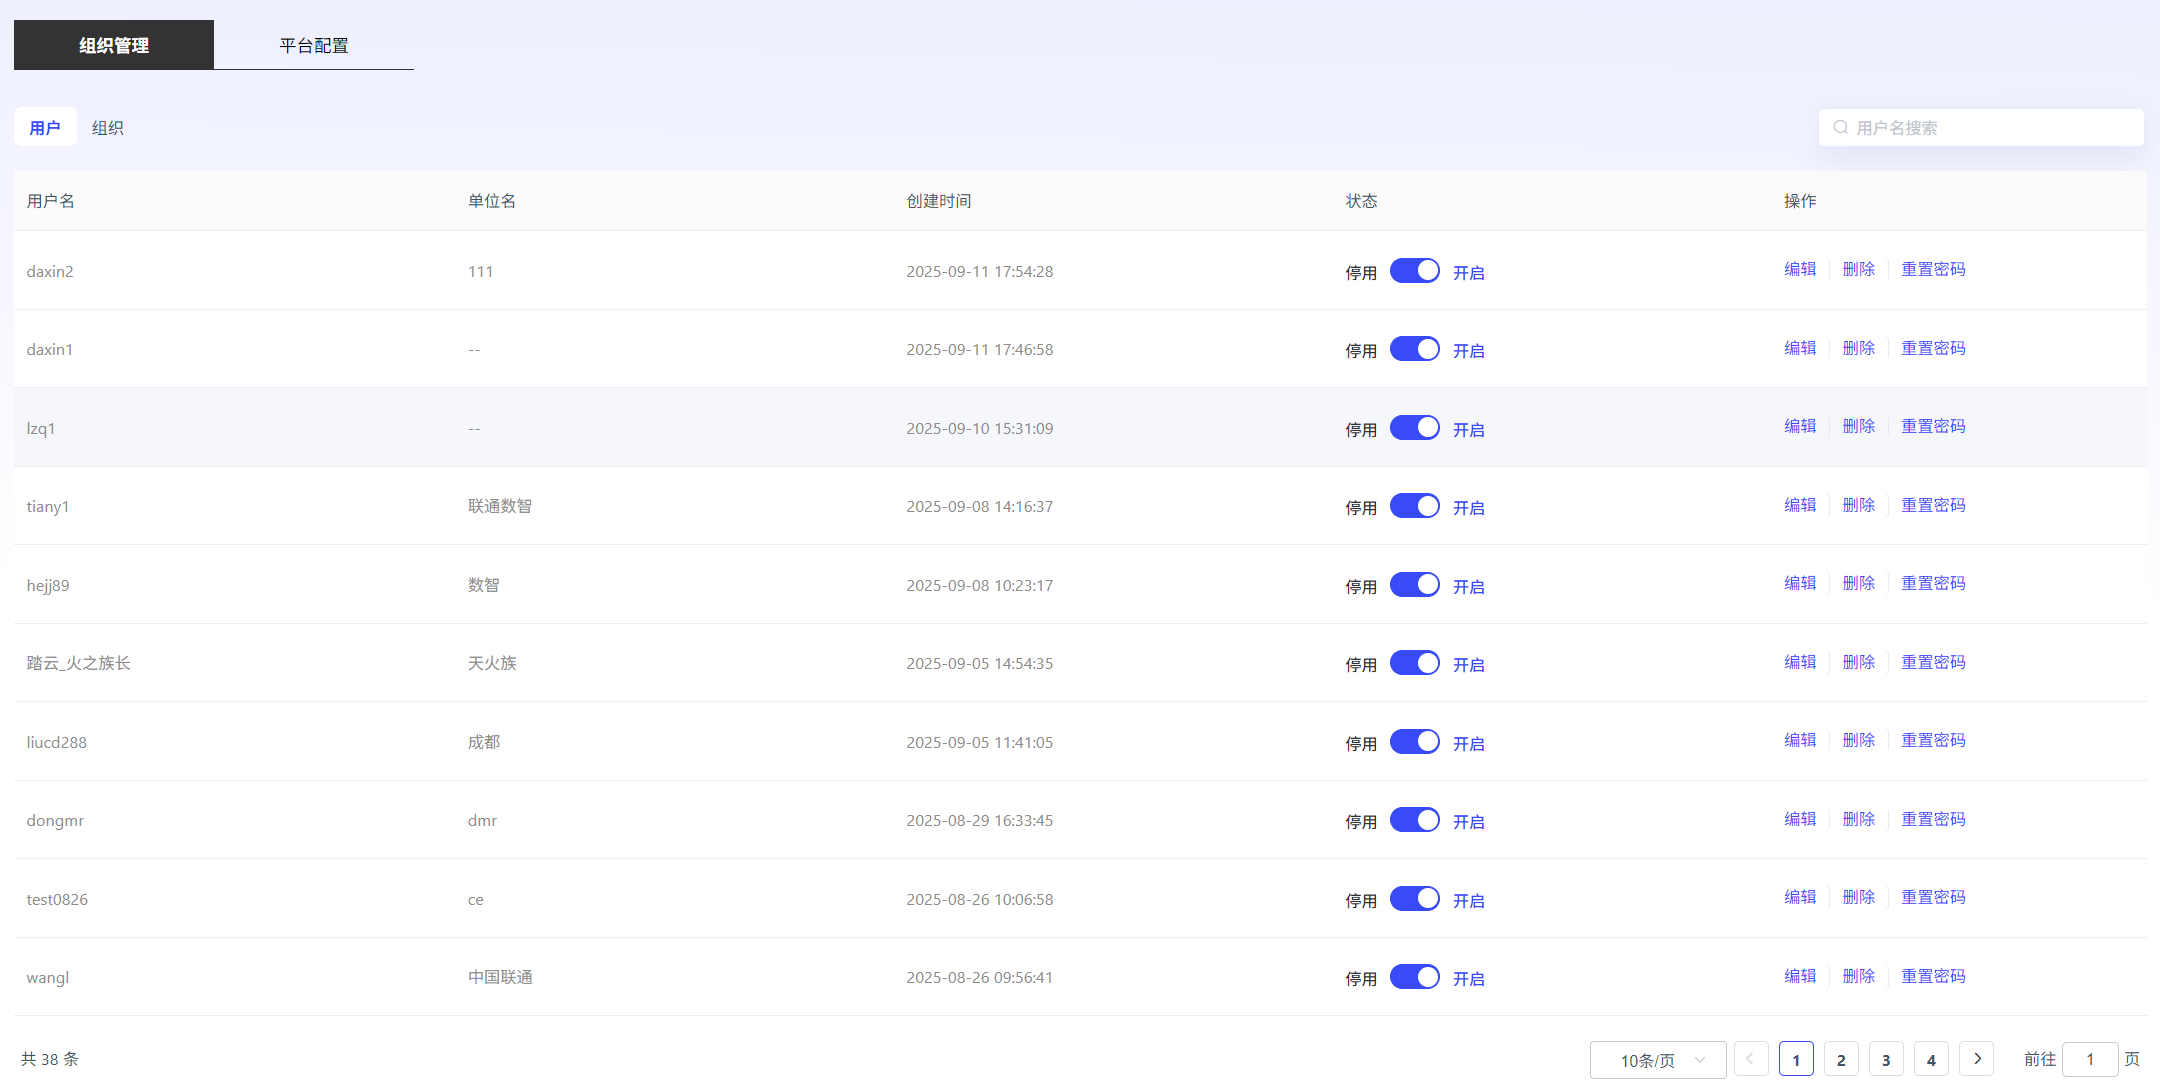 组织管理 平台配置
用户 组织 用户名搜索
用户名 单位名 创建时间 状态 操作
daxin2 111 2025-09-11 17:54:28 停用 开启 编辑 删除 重置密码
daxin1 -- 2025-09-11 17:46:58 停用 开启 编辑 删除 重置密码
lzq1 -- 2025-09-10 15:31:09 停用 开启 编辑 删除 重置密码
tiany1 联通数智 2025-09-08 14:16:37 停用 开启 编辑 删除 重置密码
hejj89 数智 2025-09-08 10:23:17 停用 开启 编辑 删除 重置密码
踏云_火之族长 天火族 2025-09-05 14:54:35 停用 开启 编辑 删除 重置密码
liucd288 成都 2025-09-05 11:41:05 停用 开启 编辑 删除 重置密码
dongmr dmr 2025-08-29 16:33:45 停用 开启 编辑 删除 重置密码
test0826 ce 2025-08-26 10:06:58 停用 开启 编辑 删除 重置密码
wangl 中国联通 2025-08-26 09:56:41 停用 开启 编辑 删除 重置密码
共 38 条 10条/页 1 2 3 4 前往 1 页